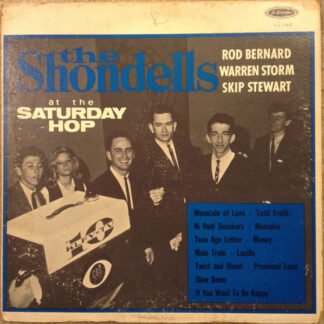 the
Shondells
at the
SATURDAY
HOP
ROD BERNARD
WARREN STORM
SKIP STEWART
10
Mountain of Love - Tutti Fruiti
Hi Heel Sneakers - Memphis
Teen Age Letter - Money
Mule Train - Lucille
Twist and Shout - Promised Land
Slow Down
If You Want To Be Happy